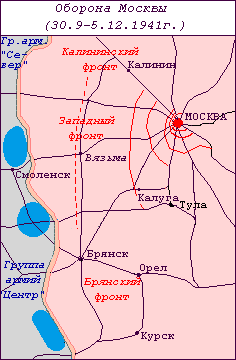 Оборона Москвы
(30.9-5.12.1941г.)
Гр.арм.
"Се-
вер"
Калининский
фронт
Калинин
МОСКВА
Западный
фронт
Вязьма
Смоленск
Калуга
Тула
Брянск
Группа
армий
"Центр"
Орел
Брянский
фронт
Курск